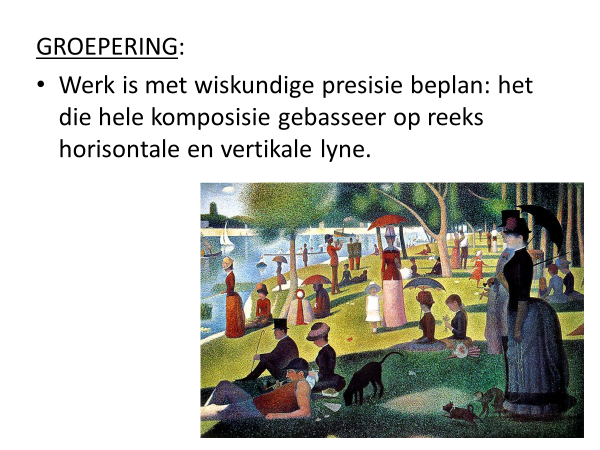 GROEPERING:
• Werk is met wiskundige presisie beplan: het
die hele komposisie gebasseer op reeks
horisontale en vertikale lyne.